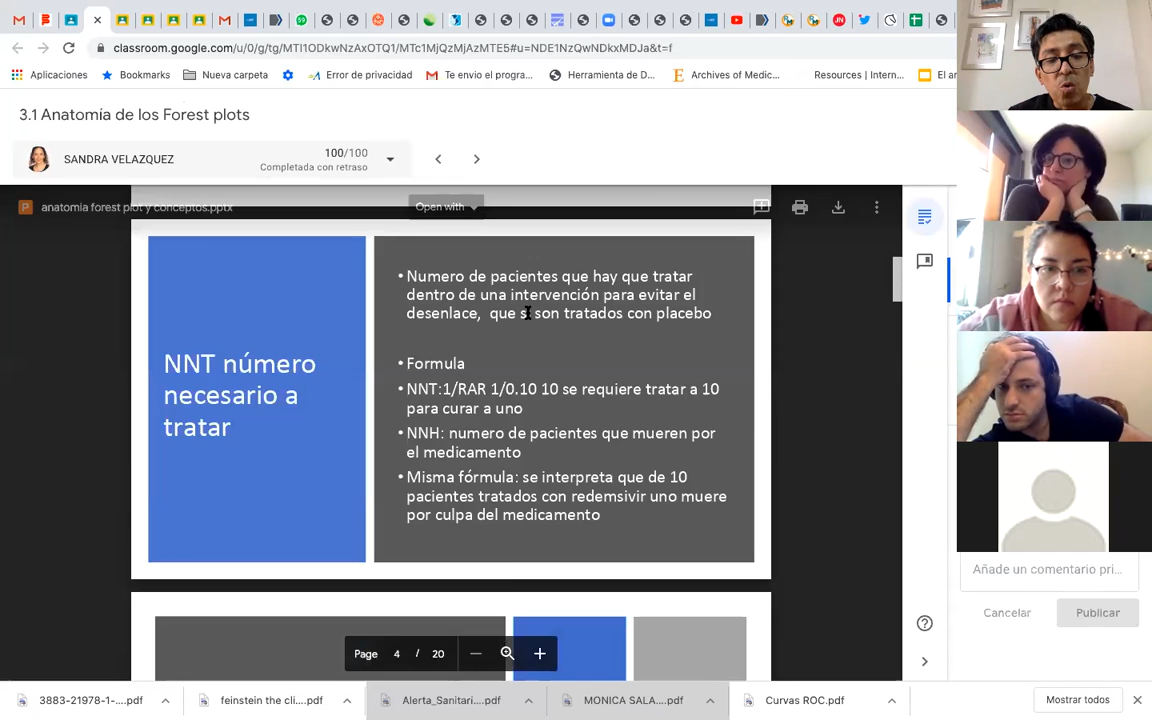 classroom.google.com/u/0/g/tg/MTI1ODkwNzAxOTQ1/MTc1MjQzMjAzMTE5#u=NDE1NzQwNDkxMDJa&t=f
Aplicaciones Bookmarks Nueva carpeta Error de privacidad Te envio el progra... Herramienta de D... Archives of Medic... Resources | Intern... El ar
3.1 Anatomía de los Forest plots
SANDRA VELAZQUEZ
100/100
Completada con retraso
anatomia forest plot y conceptos.pptx
Open with
NNT número
necesario a
tratar
• Numero de pacientes que hay que tratar
dentro de una intervención para evitar el
desenlace, que si son tratados con placebo
• Formula
• NNT:1/RAR 1/0.10 10 se requiere tratar a 10
para curar a uno
• NNH: numero de pacientes que mueren por
el medicamento
• Misma fórmula: se interpreta que de 10
pacientes tratados con redemsivir uno muere
por culpa del medicamento
Page 4 / 20
Añade un comentario pri...
Cancelar Publicar
3883-21978-1-....pdf feinstein the cli....pdf Alerta_Sanitari....pdf MONICA SALA....pdf Curvas ROC.pdf Mostrar todos